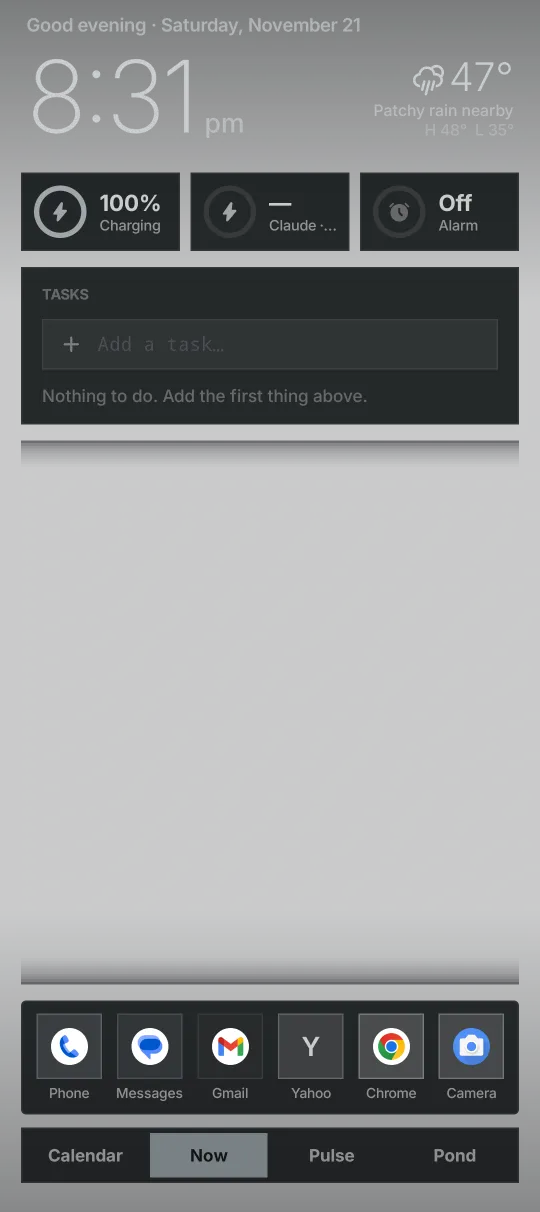 Good evening · Saturday, November 21
8:31 pm
47°
Patchy rain nearby
H 48° L 35°
100%
Charging
—
Claude ·...
Off
Alarm
TASKS
+ Add a task…
Nothing to do. Add the first thing above.
Y
Phone Messages Gmail Yahoo Chrome Camera
Calendar Now Pulse Pond